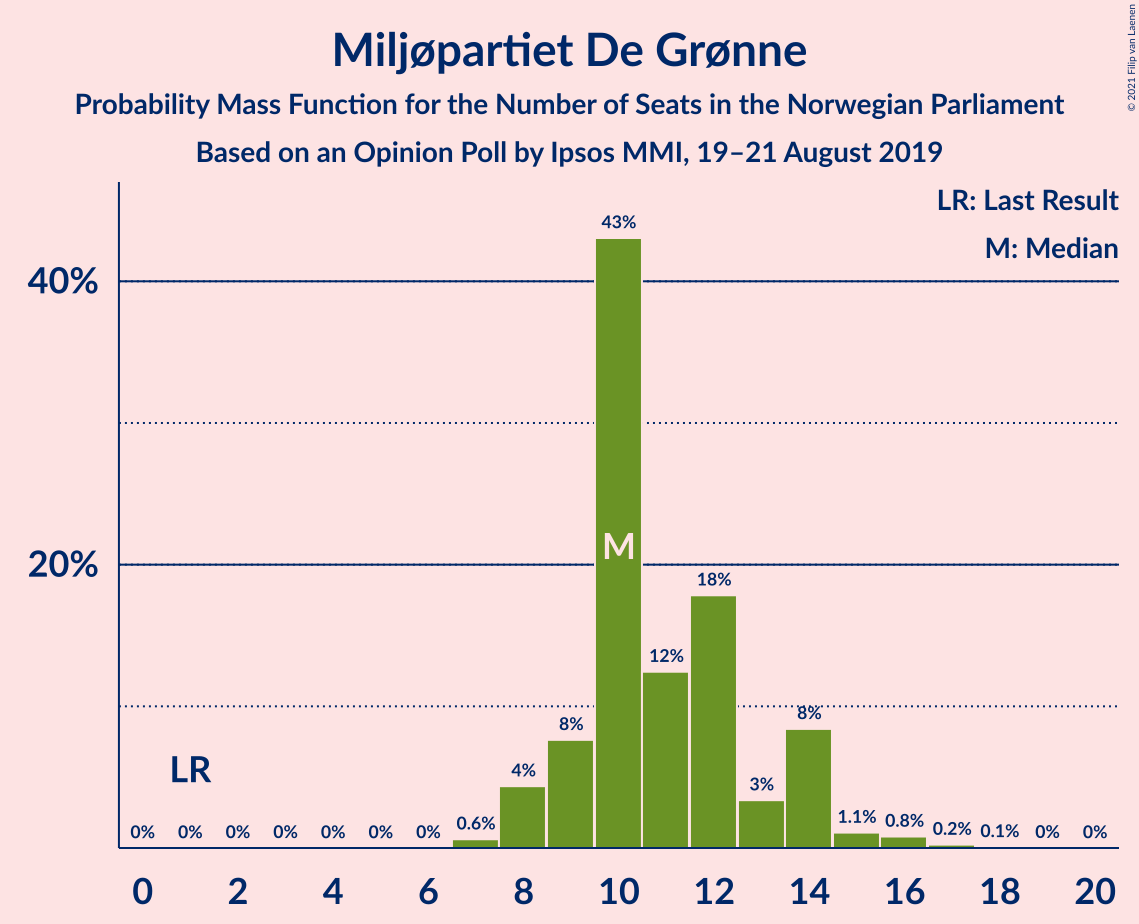 Miljøpartiet De Grønne
Probability Mass Function for the Number of Seats in the Norwegian Parliament
Based on an Opinion Poll by Ipsos MMI, 19–21 August 2019
© 2021 Filip van Laenen
LR: Last Result
M: Median
40%
20%
43%
M
18%
12%
8%
8%
LR
4%
3%
0% 0% 0% 0% 0% 0% 0% 0.6% 1.1% 0.8% 0.2% 0.1% 0% 0%
0 2 4 6 8 10 12 14 16 18 20